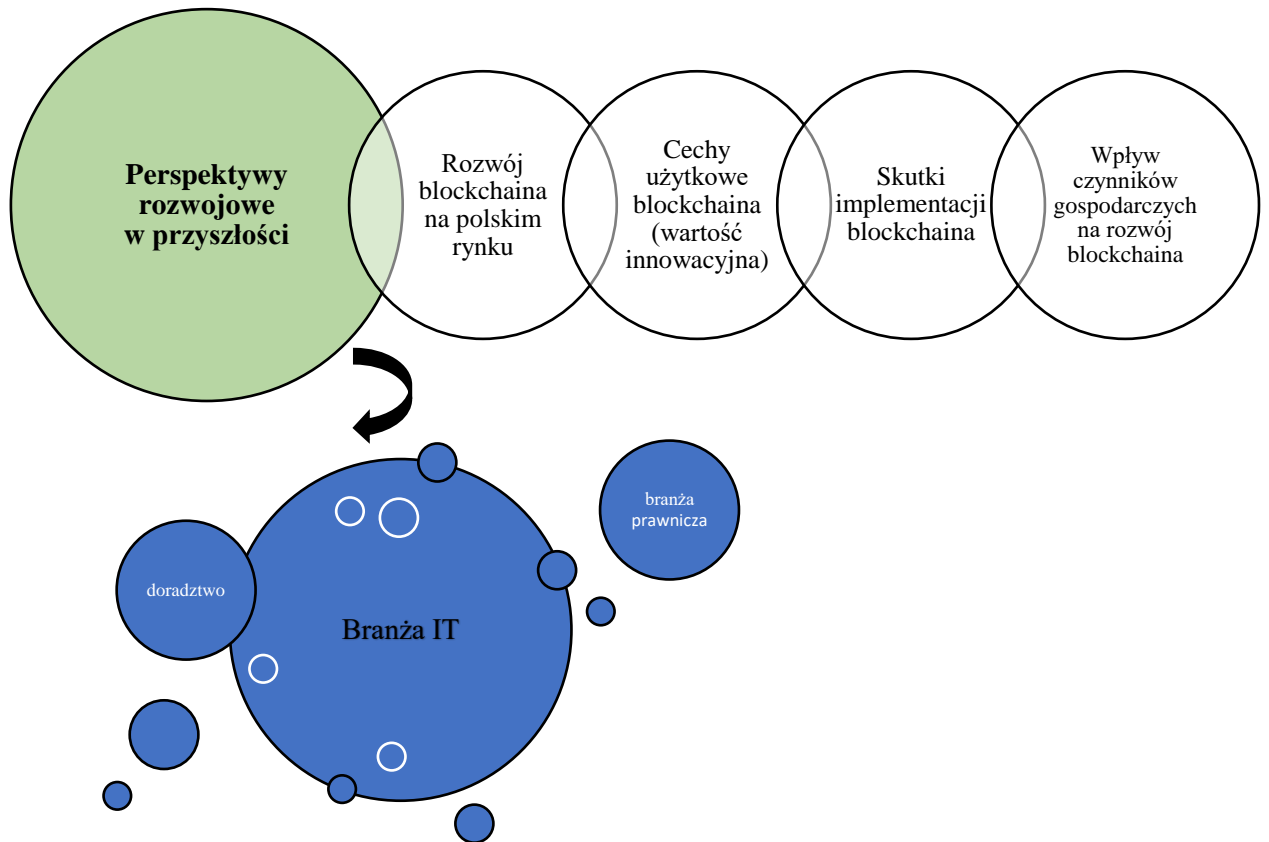 Perspektywy
rozwojowe
w przyszłości
Rozwój
blockchaina
na polskim
rynku
Cechy
użytkowe
blockchaina
(wartość
innowacyjna)
Skutki
implementacji
blockchaina
Wpływ
czynników
gospodarczych
na rozwój
blockchaina
branża
prawnicza
doradztwo
Branża IT